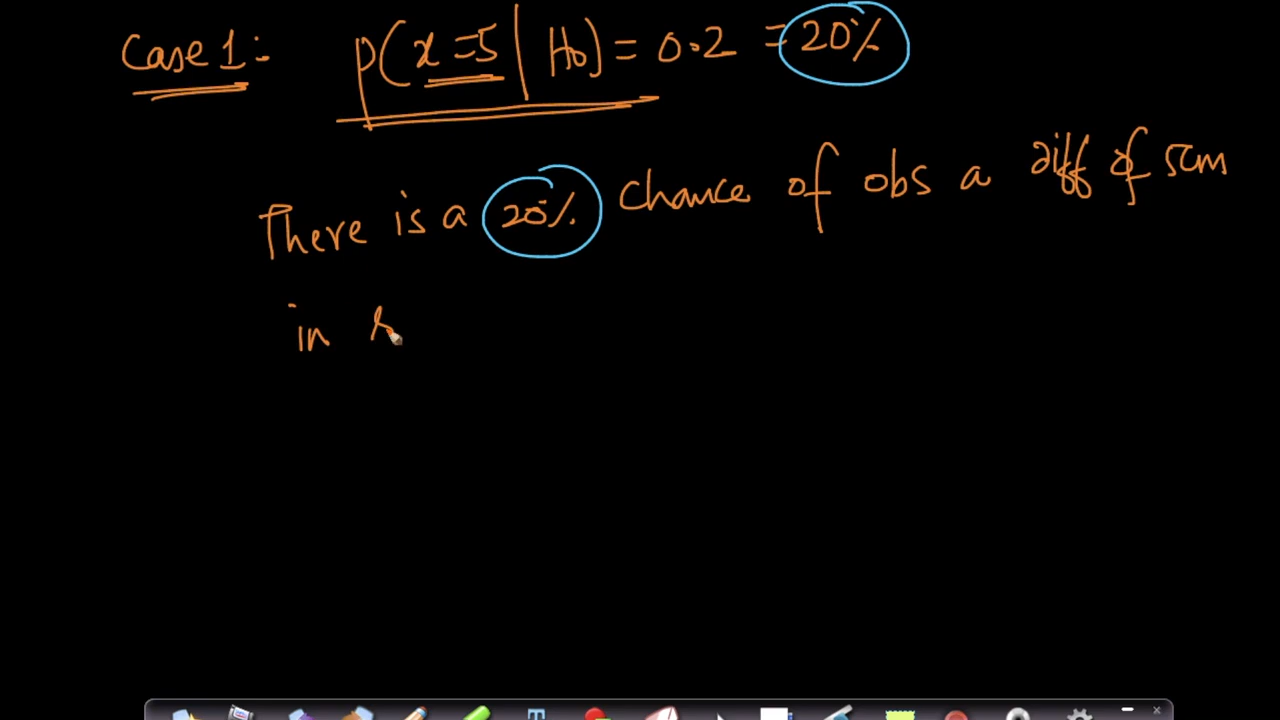 Case 1:- P(x=5 | H0) = 0.2 = 20%
There is a 20% chance of obs a diff of 5cm
in